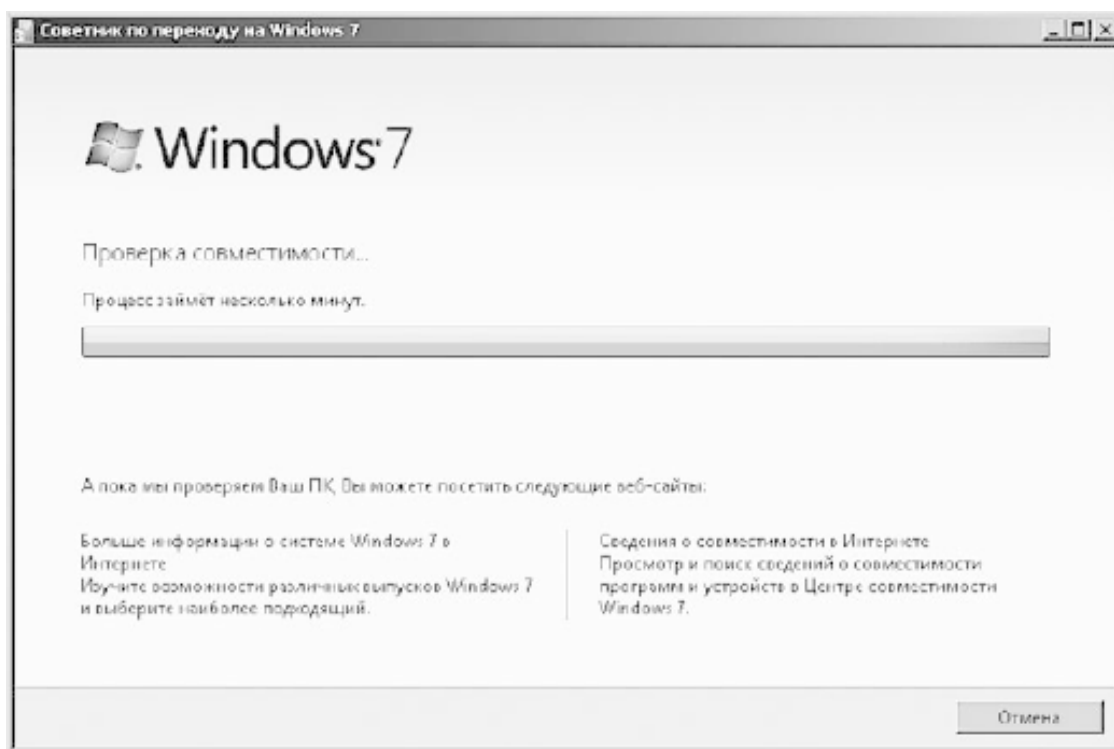 Советник по переходу на Windows 7
Windows 7
Проверка совместимости...
Процесс займёт несколько минут.
А пока мы проверяем Ваш ПК, Вы можете посетить следующие веб-сайты:
Больше информации о системе Windows 7 в
Интернете
Изучите возможности различных выпусков Windows 7
и выберите наиболее подходящий.
Сведения о совместимости в Интернете
Просмотр и поиск сведений о совместимости
программ и устройств в Центре совместимости
Windows 7.
Отмена